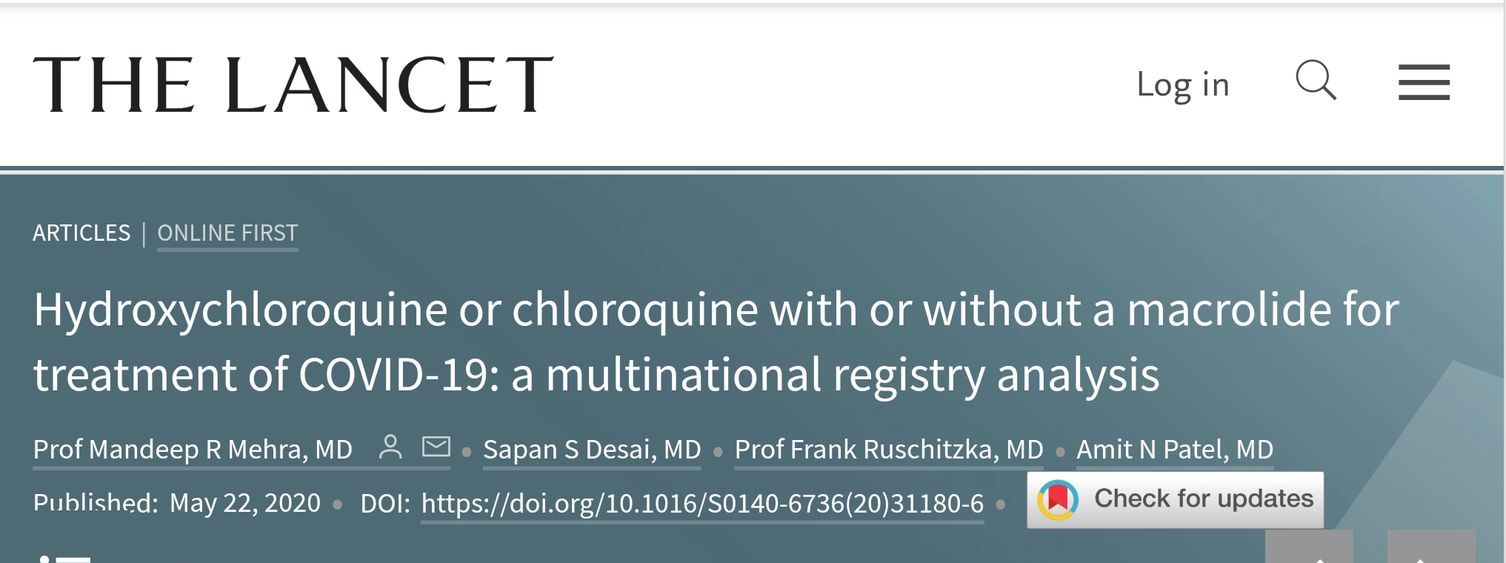 THE LANCET
Log in
ARTICLES | ONLINE FIRST
Hydroxychloroquine or chloroquine with or without a macrolide for
treatment of COVID-19: a multinational registry analysis
Prof Mandeep R Mehra, MD • Sapan S Desai, MD • Prof Frank Ruschitzka, MD • Amit N Patel, MD
Published: May 22, 2020 • DOI: https://doi.org/10.1016/S0140-6736(20)31180-6 • Check for updates